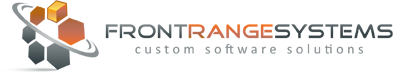 FRONTRANGESYSTEMS
custom software solutions